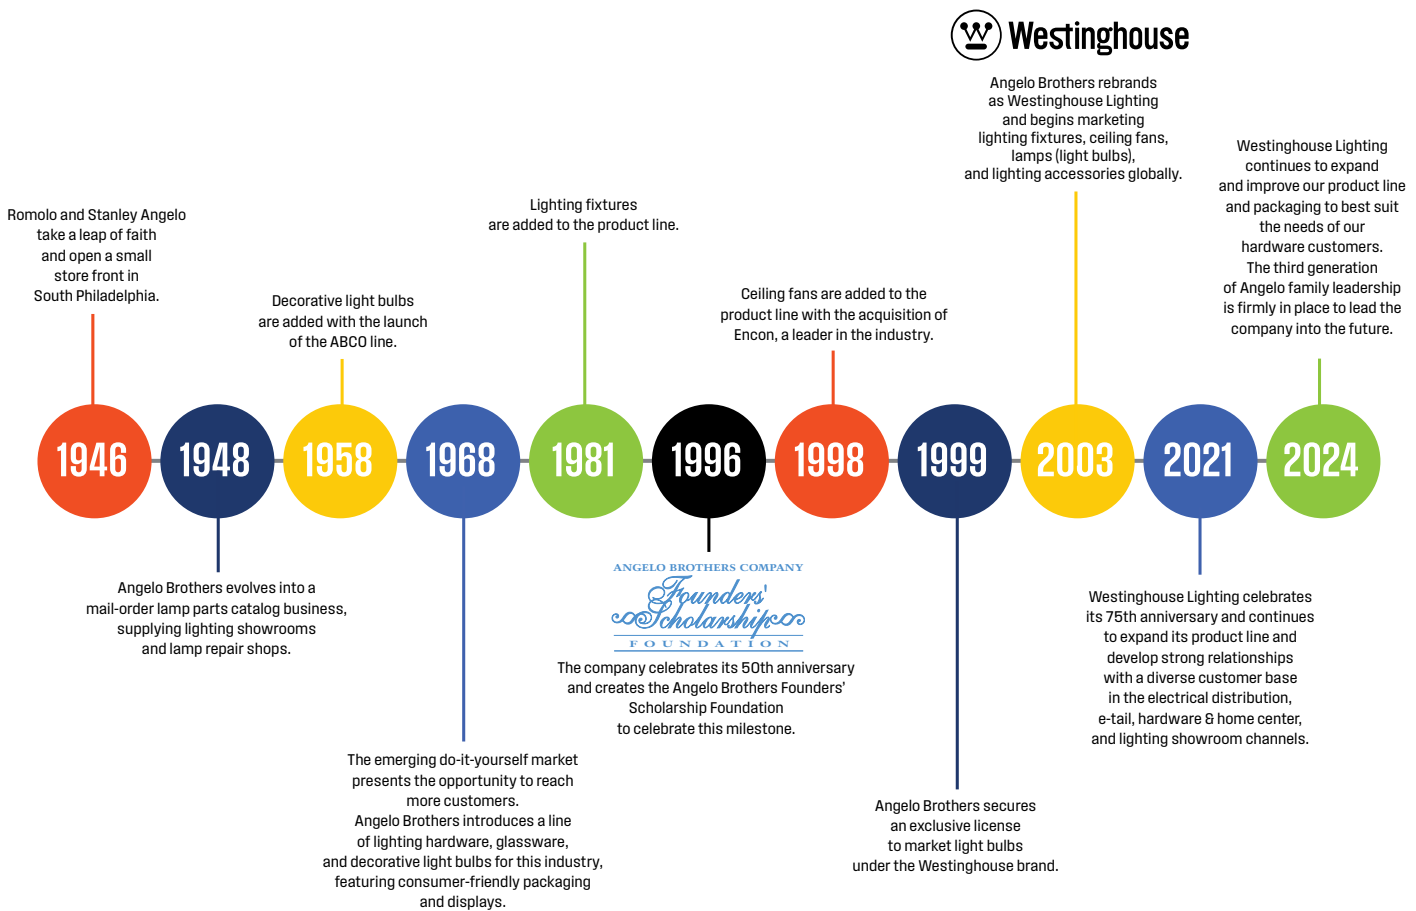 Westinghouse
Angelo Brothers rebrands
as Westinghouse Lighting
and begins marketing
lighting fixtures, ceiling fans,
lamps (light bulbs),
and lighting accessories globally.
Westinghouse Lighting
continues to expand
and improve our product line
and packaging to best suit
the needs of our
hardware customers.
The third generation
of Angelo family leadership
is firmly in place to lead the
company into the future.
Romolo and Stanley Angelo
take a leap of faith
and open a small
store front in
South Philadelphia.
Lighting fixtures
are added to the product line.
Decorative light bulbs
are added with the launch
of the ABCO line.
Ceiling fans are added to the
product line with the acquisition of
Encon, a leader in the industry.
1946
1948
1958
1968
1981
1996
1998
1999
2003
2021
2024
Angelo Brothers evolves into a
mail-order lamp parts catalog business,
supplying lighting showrooms
and lamp repair shops.
ANGELO BROTHERS COMPANY
Founders'
Scholarship
FOUNDATION
The company celebrates its 50th anniversary
and creates the Angelo Brothers Founders'
Scholarship Foundation
to celebrate this milestone.
Westinghouse Lighting celebrates
its 75th anniversary and continues
to expand its product line and
develop strong relationships
with a diverse customer base
in the electrical distribution,
e-tail, hardware & home center,
and lighting showroom channels.
The emerging do-it-yourself market
presents the opportunity to reach
more customers.
Angelo Brothers introduces a line
of lighting hardware, glassware,
and decorative light bulbs for this industry,
featuring consumer-friendly packaging
and displays.
Angelo Brothers secures
an exclusive license
to market light bulbs
under the Westinghouse brand.